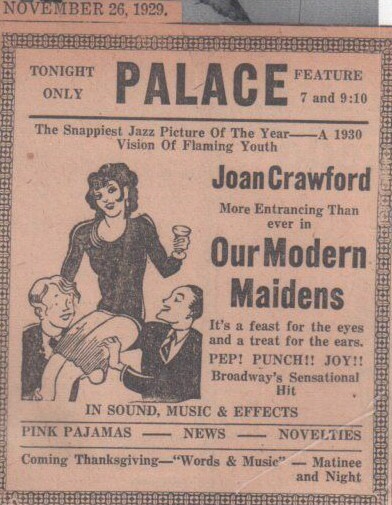 NOVEMBER 26, 1929.
TONIGHT ONLY
PALACE
FEATURE 7 and 9:10
The Snappiest Jazz Picture Of The Year——A 1930
Vision Of Flaming Youth
Joan Crawford
More Entrancing Than
ever in
Our Modern
Maidens
It's a feast for the eyes
and a treat for the ears.
PEP! PUNCH!! JOY!!
Broadway's Sensational
Hit
IN SOUND, MUSIC & EFFECTS
PINK PAJAMAS — NEWS — NOVELTIES
Coming Thanksgiving—"Words & Music" — Matinee
and Night